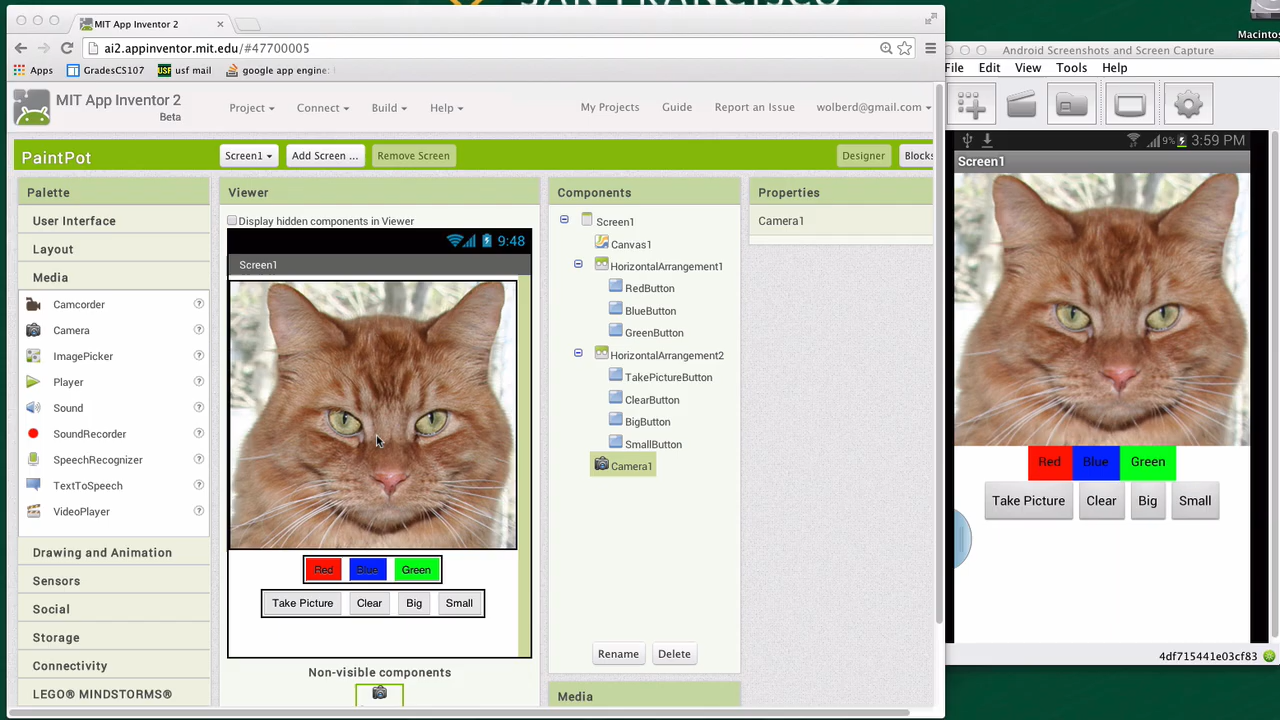 SAN FRANCISCO
MIT App Inventor 2
ai2.appinventor.mit.edu/#47700005
Apps GradesCS107 usf mail google app engine:
MIT App Inventor 2
Beta
Project Connect Build Help My Projects Guide Report an Issue wolberd@gmail.com
PaintPot Screen1 Add Screen ... Remove Screen Designer Blocks
Palette
User Interface
Layout
Media
Camcorder ?
Camera ?
ImagePicker ?
Player ?
Sound ?
SoundRecorder ?
SpeechRecognizer ?
TextToSpeech ?
VideoPlayer ?
Drawing and Animation
Sensors
Social
Storage
Connectivity
LEGO® MINDSTORMS®
Viewer
Display hidden components in Viewer
9:48
Screen1
Red Blue Green
Take Picture Clear Big Small
Non-visible components
Components
Screen1
Canvas1
HorizontalArrangement1
RedButton
BlueButton
GreenButton
HorizontalArrangement2
TakePictureButton
ClearButton
BigButton
SmallButton
Camera1
Rename Delete
Media
Properties
Camera1
Macintos
Android Screenshots and Screen Capture
File Edit View Tools Help
9% 3:59 PM
Screen1
Red Blue Green
Take Picture Clear Big Small
4df715441e03cf83